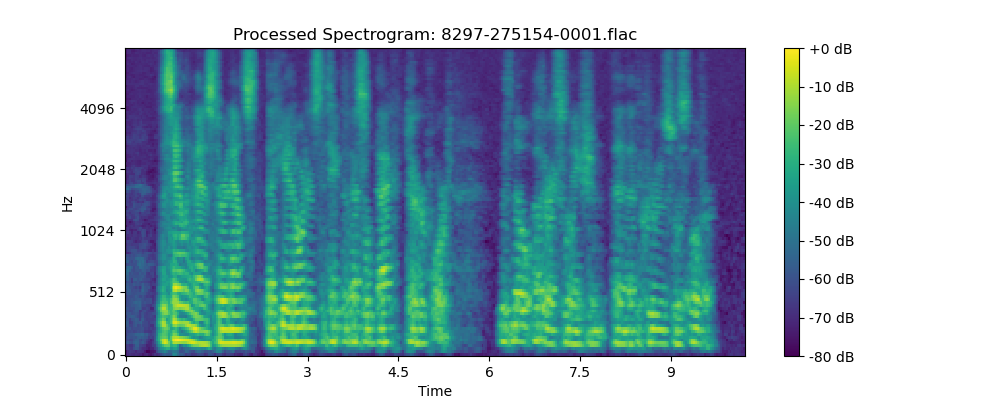 Processed Spectrogram: 8297-275154-0001.flac
Hz
4096
2048
1024
512
0
0 1.5 3 4.5 6 7.5 9
Time
+0 dB
-10 dB
-20 dB
-30 dB
-40 dB
-50 dB
-60 dB
-70 dB
-80 dB